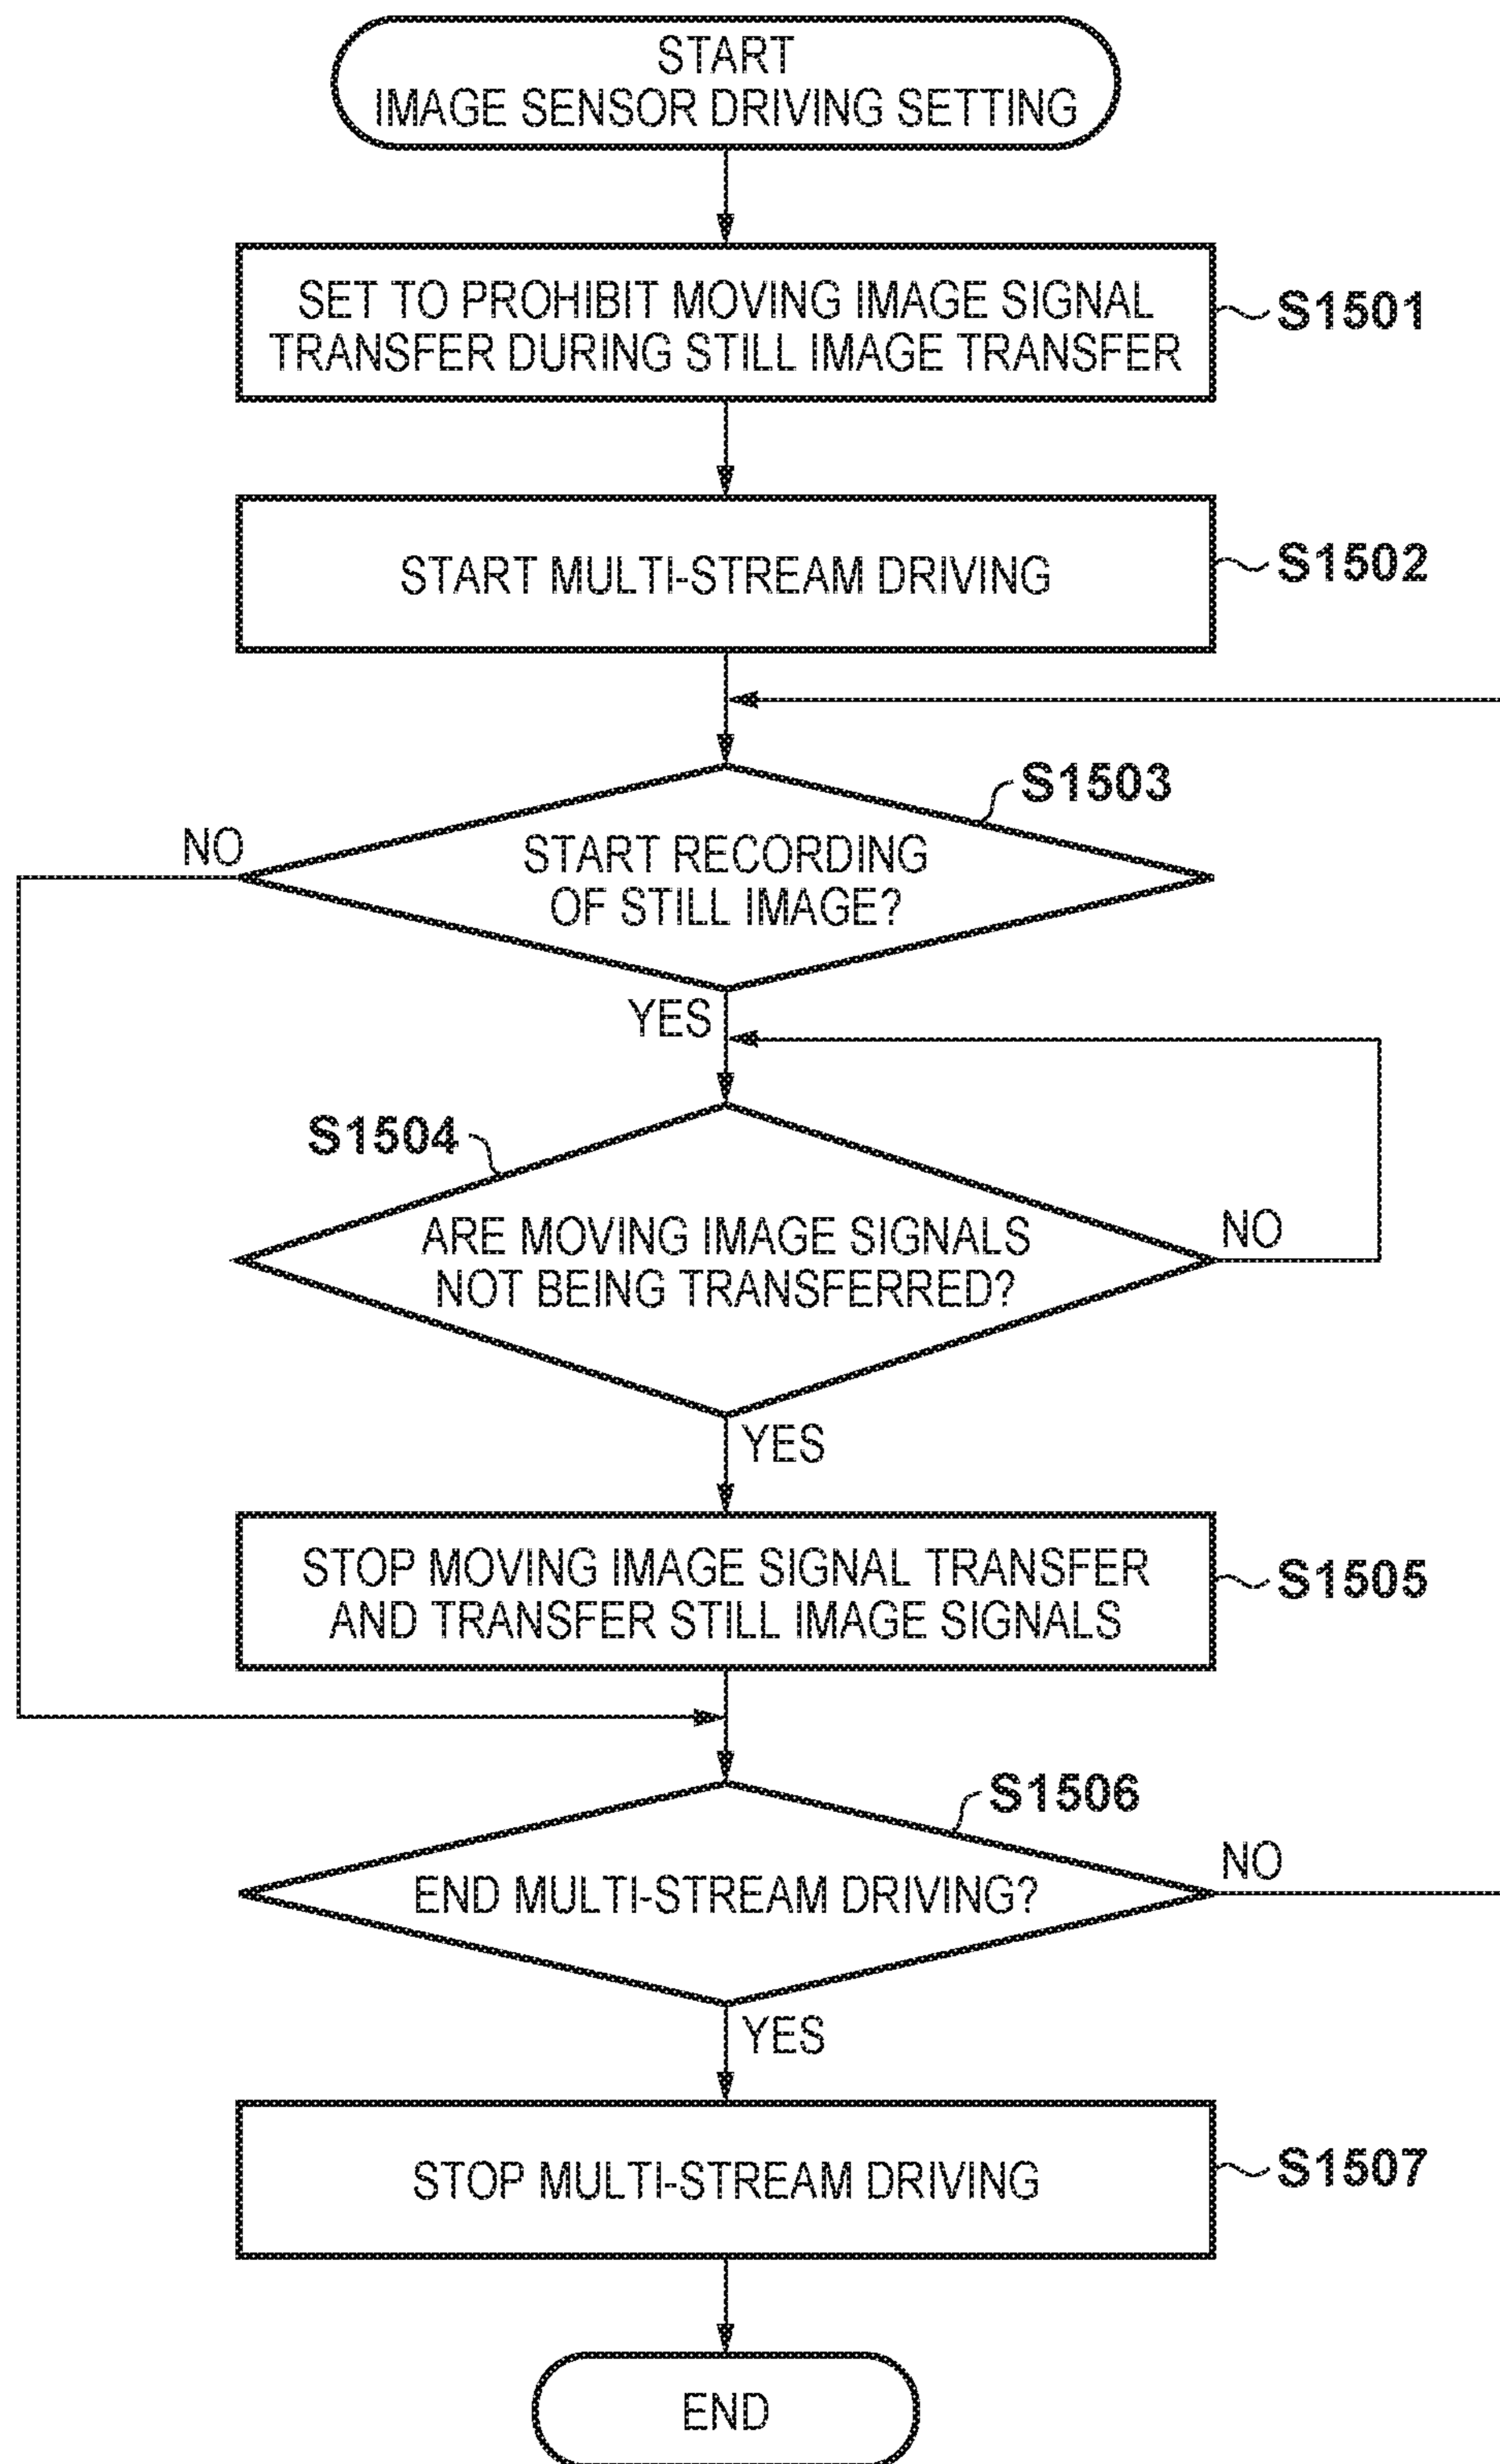 START
IMAGE SENSOR DRIVING SETTING
SET TO PROHIBIT MOVING IMAGE SIGNAL
TRANSFER DURING STILL IMAGE TRANSFER
S1501
START MULTI-STREAM DRIVING
S1502
S1503
NO
START RECORDING
OF STILL IMAGE?
YES
S1504
ARE MOVING IMAGE SIGNALS
NOT BEING TRANSFERRED?
NO
YES
STOP MOVING IMAGE SIGNAL TRANSFER
AND TRANSFER STILL IMAGE SIGNALS
S1505
S1506
END MULTI-STREAM DRIVING?
NO
YES
STOP MULTI-STREAM DRIVING
S1507
END